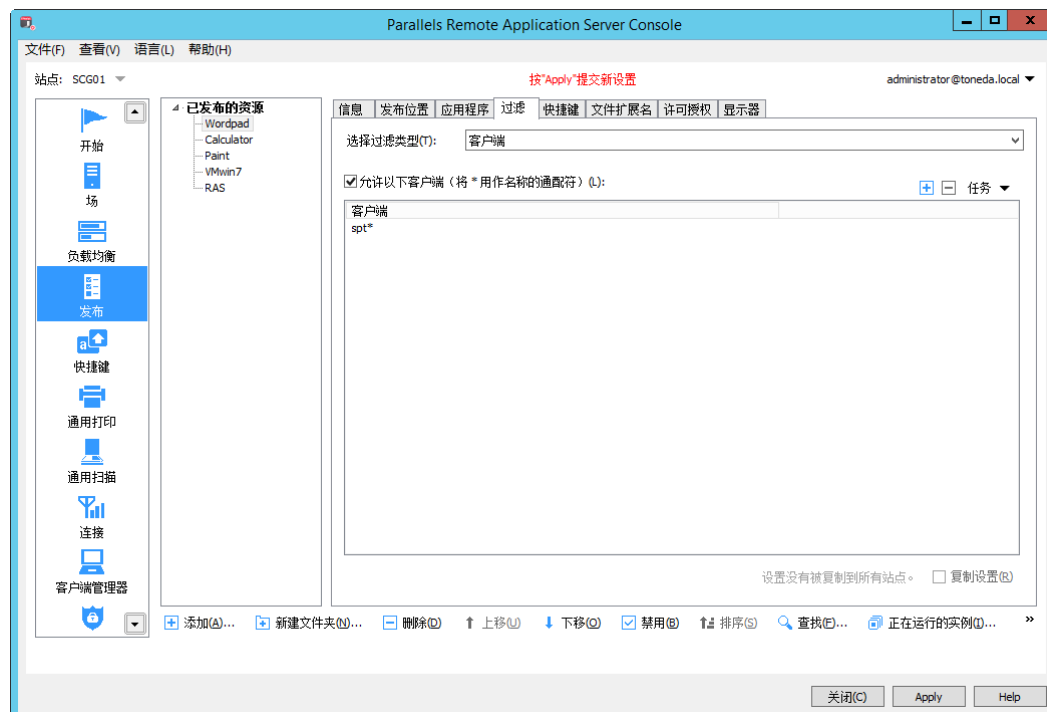 Parallels Remote Application Server Console
文件(F) 查看(V) 语言(L) 帮助(H)
站点: SCG01
按"Apply"提交新设置
administrator@toneda.local
开始
场
负载均衡
发布
快捷键
通用打印
通用扫描
连接
客户端管理器
已发布的资源
Wordpad
Calculator
Paint
VMwin7
RAS
信息 发布位置 应用程序 过滤 快捷键 文件扩展名 许可授权 显示器
选择过滤类型(T): 客户端
允许以下客户端（将 * 用作名称的通配符）(L):
任务
客户端
spt*
设置没有被复制到所有站点。 复制设置(R)
添加(A)... 新建文件夹(N)... 删除(D) 上移(U) 下移(O) 禁用(B) 排序(S) 查找(F)... 正在运行的实例(I)... »
关闭(C) Apply Help